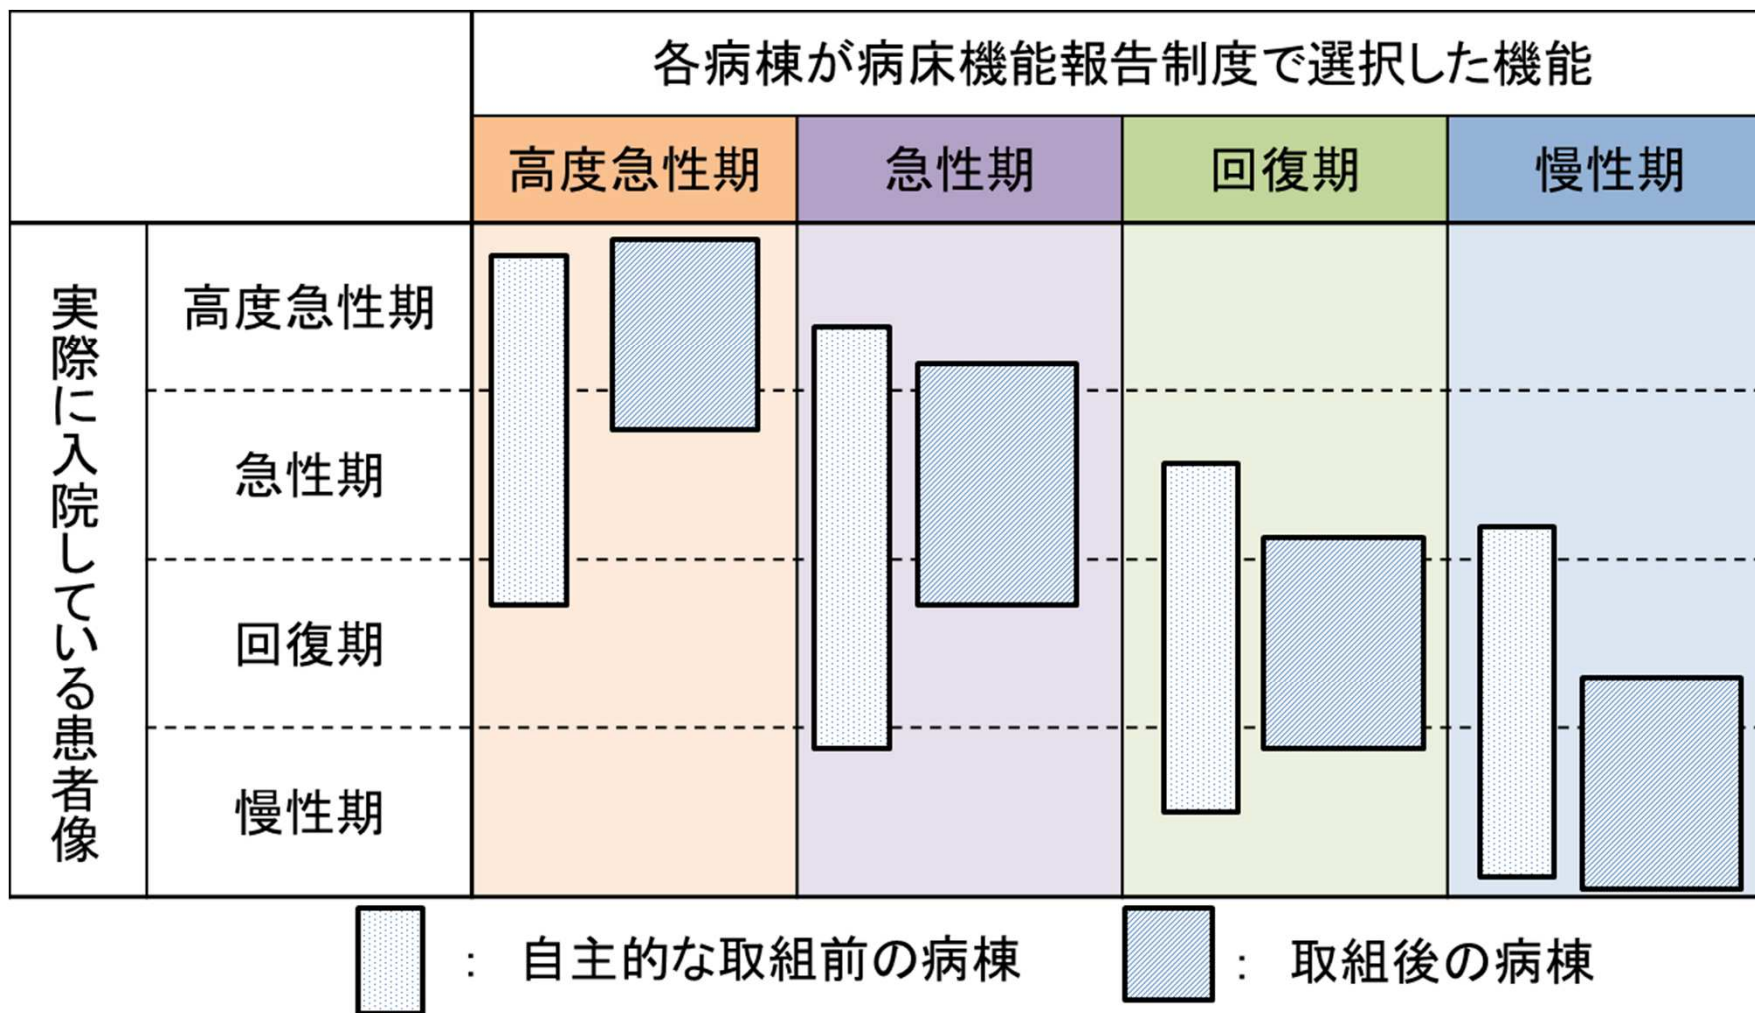 各病棟が病床機能報告制度で選択した機能
高度急性期
急性期
回復期
慢性期
実際に入院している患者像
高度急性期
急性期
回復期
慢性期
： 自主的な取組前の病棟
： 取組後の病棟